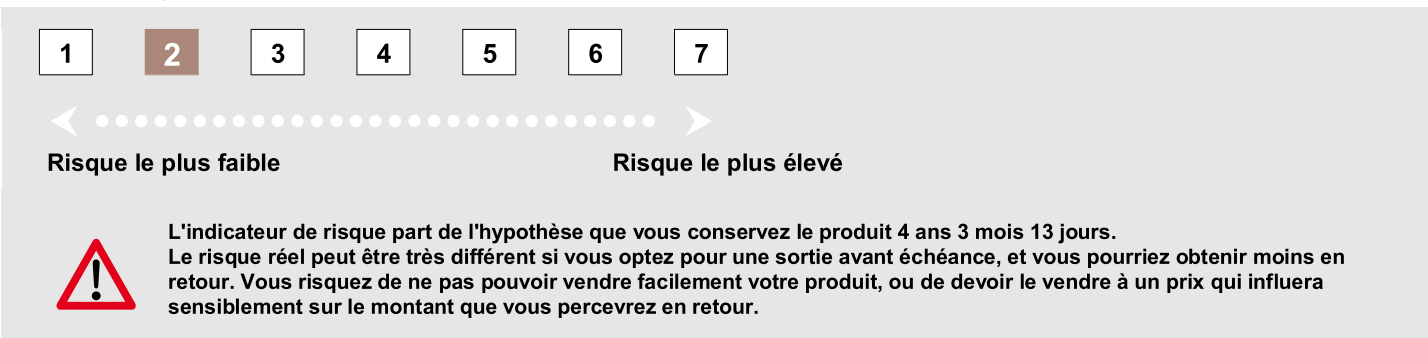 1 2 3 4 5 6 7
Risque le plus faible Risque le plus élevé
L'indicateur de risque part de l'hypothèse que vous conservez le produit 4 ans 3 mois 13 jours.
Le risque réel peut être très différent si vous optez pour une sortie avant échéance, et vous pourriez obtenir moins en
retour. Vous risquez de ne pas pouvoir vendre facilement votre produit, ou de devoir le vendre à un prix qui influera
sensiblement sur le montant que vous percevrez en retour.